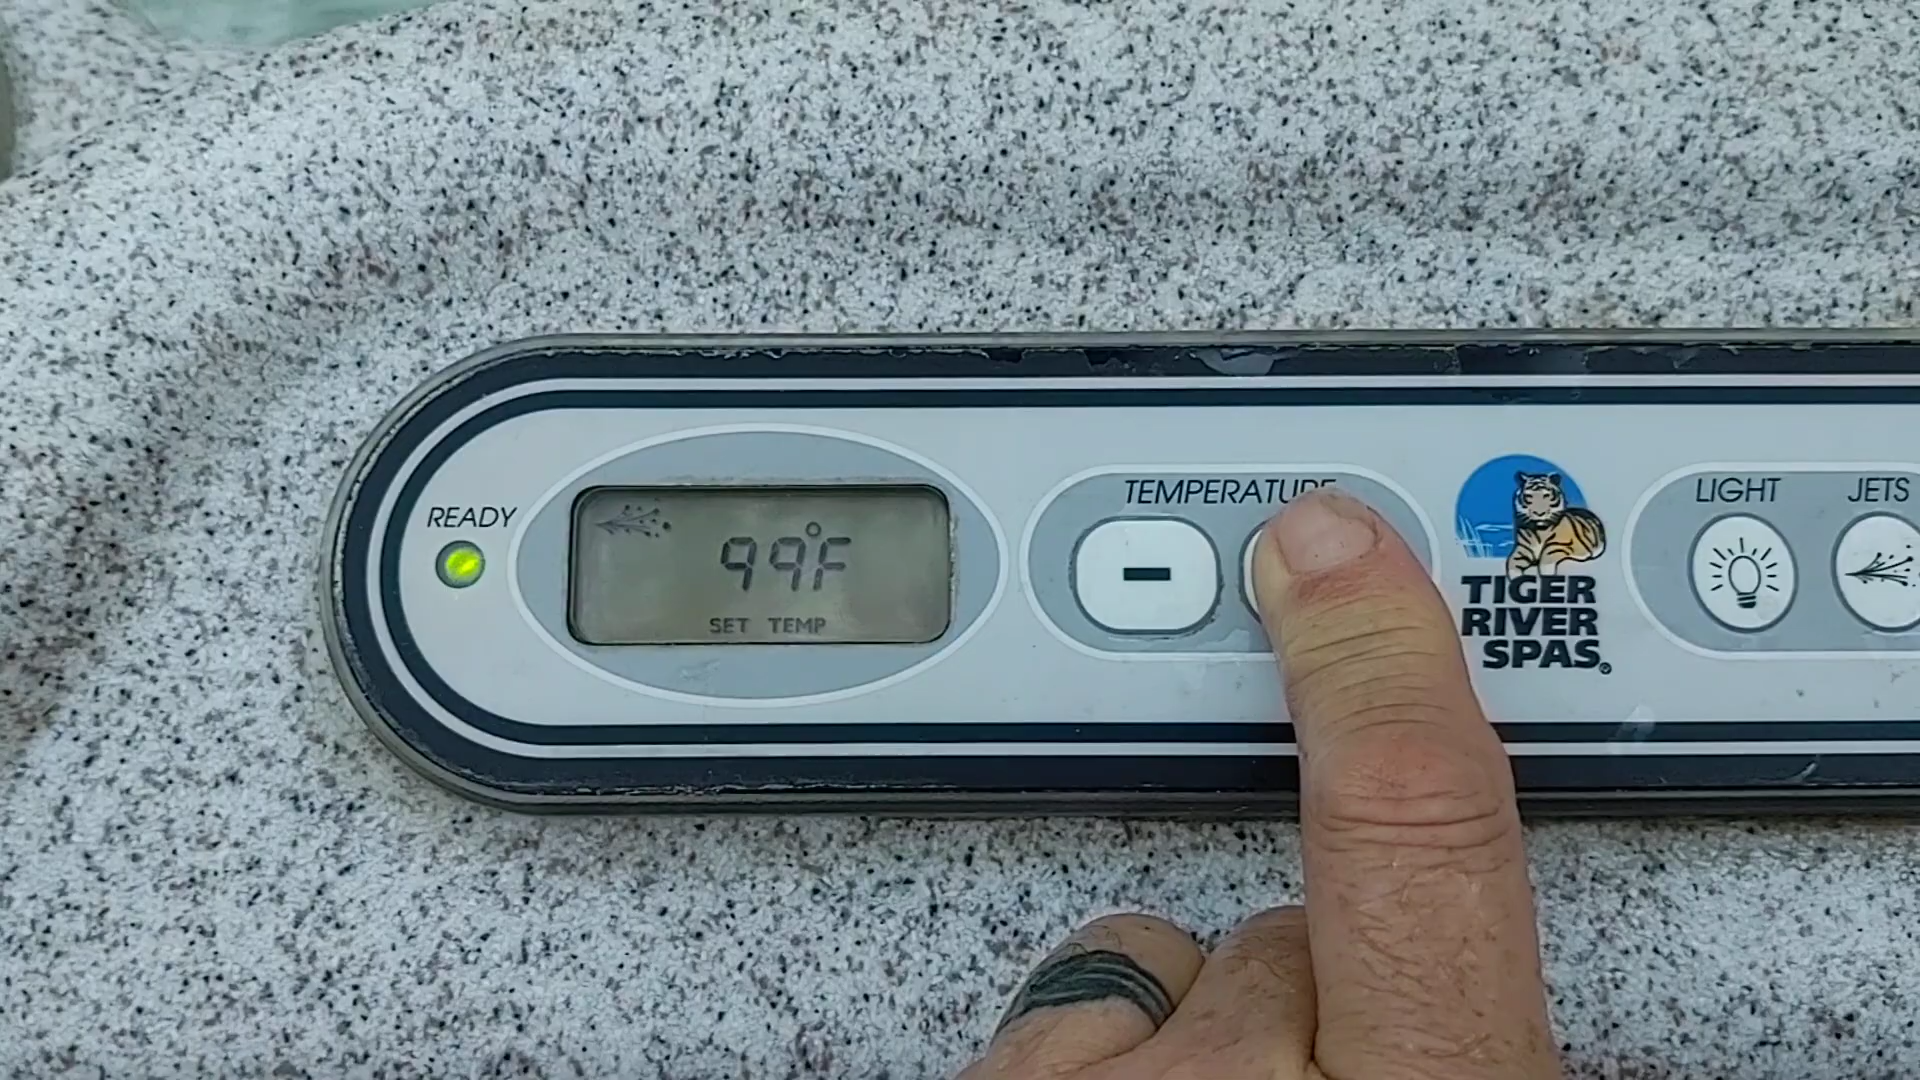 READY
99°F
SET TEMP
TEMPERATURE
-
TIGER
RIVER
SPAS®
LIGHT
JETS